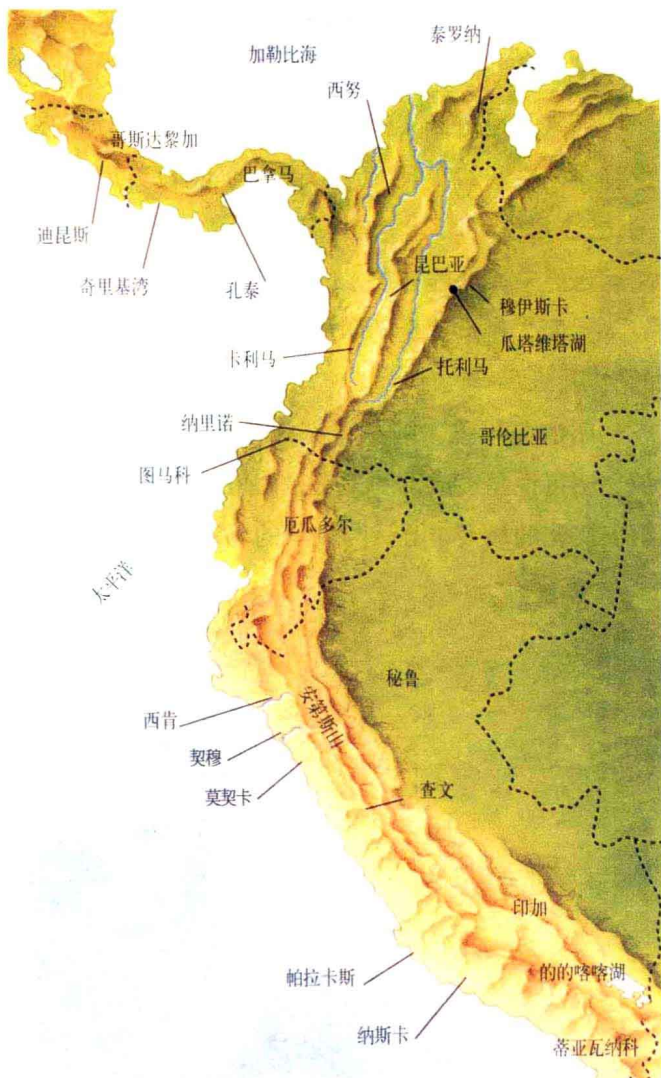 泰罗纳
加勒比海
西努
哥斯达黎加
巴拿马
迪昆斯
奇里基湾
孔泰
昆巴亚
穆伊斯卡
瓜塔维塔湖
卡利马
托利马
纳里诺
哥伦比亚
图马科
厄瓜多尔
太平洋
秘鲁
安第斯山
西肯
契穆
莫契卡
查文
印加
帕拉卡斯
的的喀喀湖
纳斯卡
蒂亚瓦纳科